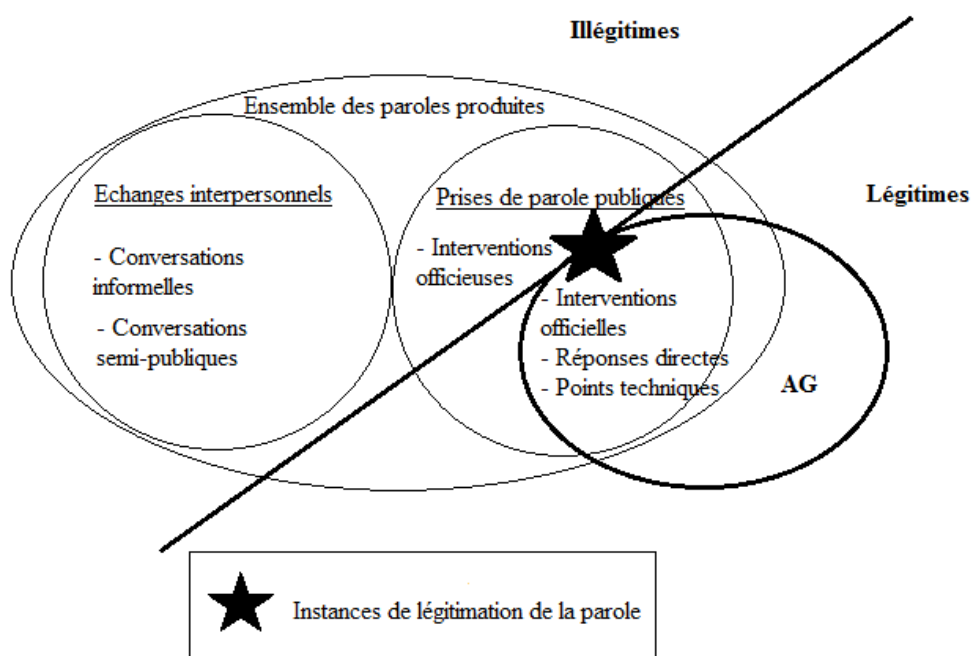 Illégitimes
Ensemble des paroles produites
Echanges interpersonnels
- Conversations
informelles
- Conversations
semi-publiques
Prises de parole publiques
- Interventions
officieuses
Légitimes
- Interventions
officielles
- Réponses directes
- Points techniques
AG
Instances de légitimation de la parole